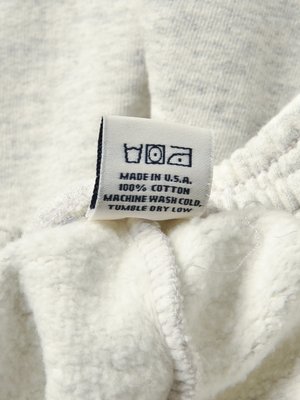 MADE IN U.S.A.
100% COTTON
MACHINE WASH COLD,
TUMBLE DRY LOW